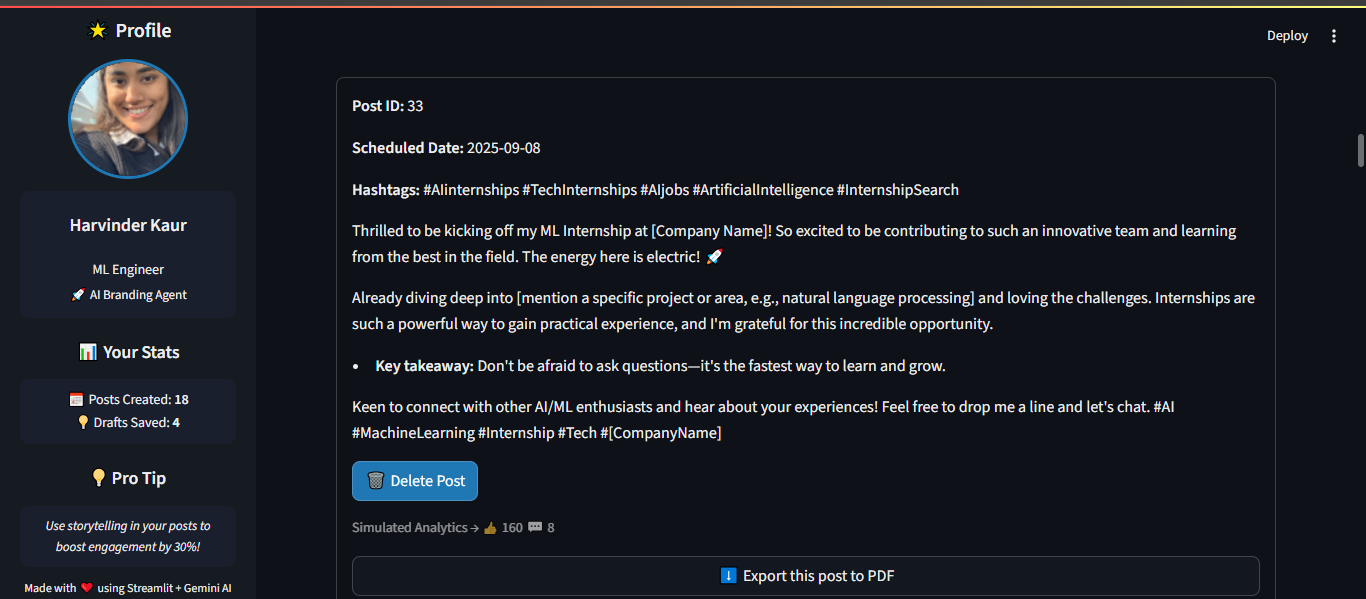 Profile
Deploy
Harvinder Kaur
ML Engineer
🚀 AI Branding Agent
📊 Your Stats
📅 Posts Created: 18
💡 Drafts Saved: 4
💡 Pro Tip
Use storytelling in your posts to
boost engagement by 30%!
Made with ❤️ using Streamlit + Gemini AI
Post ID: 33
Scheduled Date: 2025-09-08
Hashtags: #AIinternships #TechInternships #AIjobs #ArtificialIntelligence #InternshipSearch
Thrilled to be kicking off my ML Internship at [Company Name]! So excited to be contributing to such an innovative team and learning
from the best in the field. The energy here is electric! 🚀
Already diving deep into [mention a specific project or area, e.g., natural language processing] and loving the challenges. Internships are
such a powerful way to gain practical experience, and I'm grateful for this incredible opportunity.
• Key takeaway: Don't be afraid to ask questions—it's the fastest way to learn and grow.
Keen to connect with other AI/ML enthusiasts and hear about your experiences! Feel free to drop me a line and let's chat. #AI
#MachineLearning #Internship #Tech #[CompanyName]
🗑️ Delete Post
Simulated Analytics → 👍 160 💬 8
⬇️ Export this post to PDF